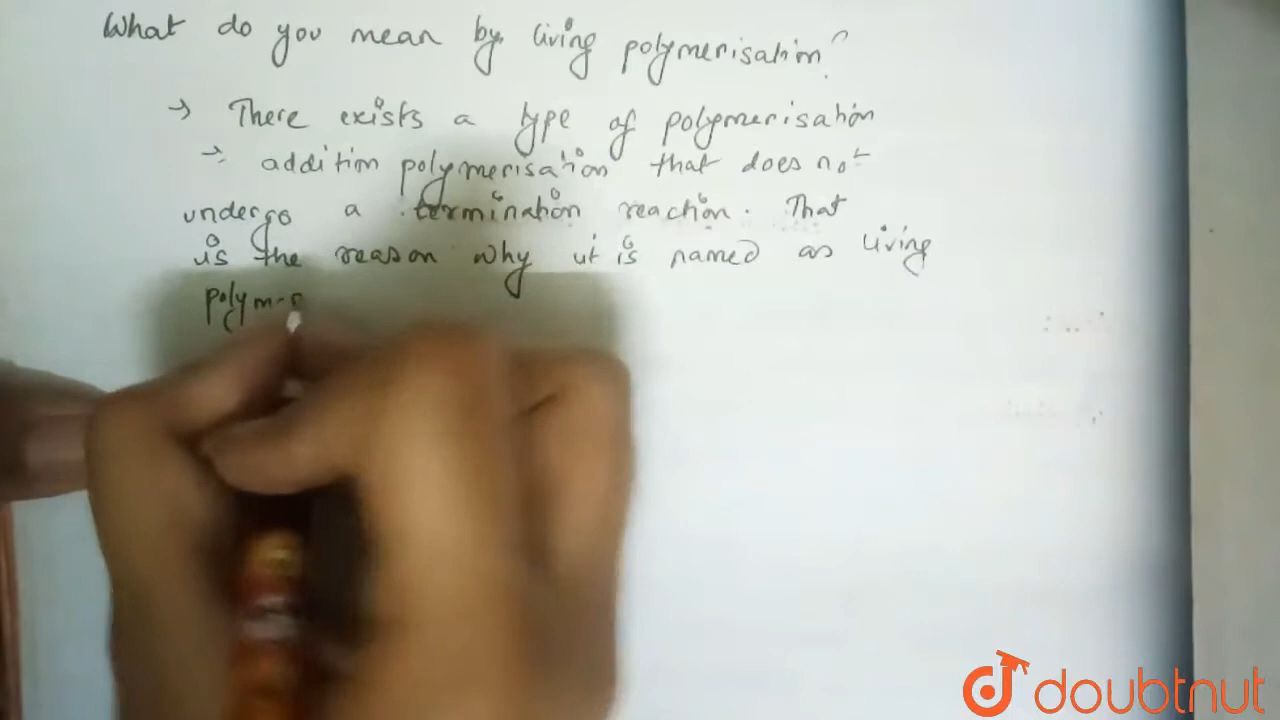 What do you mean by living polymerisation?
→ There exists a type of polymerisation
→ addition polymerisation that does not
undergo a termination reaction. That
is the reason why it is named as living
polyme
doubtnut